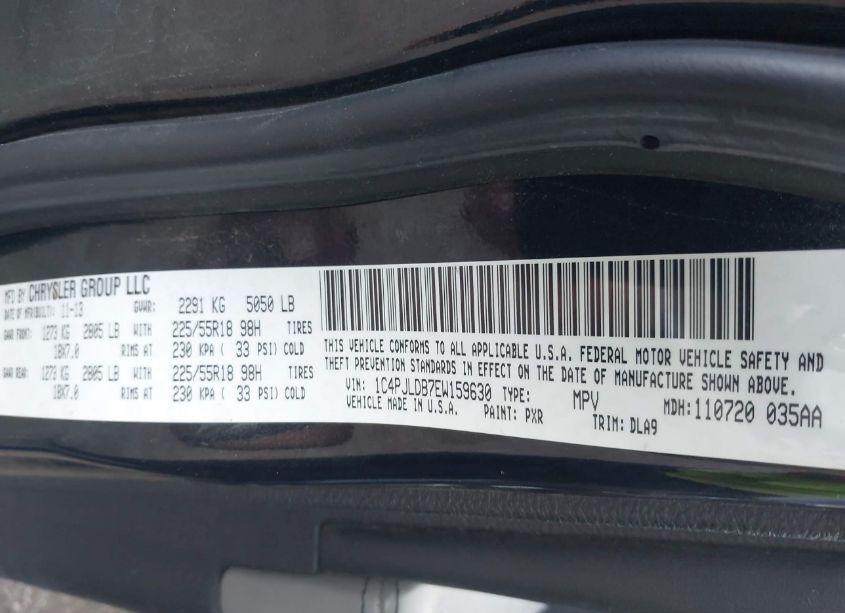 MFD BY CHRYSLER GROUP LLC
DATE OF MFR(BUILT): 11-13 GVWR: 2291 KG 5050 LB
GAWR FRONT: 1273 KG 2805 LB WITH 225/55R18 98H TIRES
18X7.0 RIMS AT 230 KPA ( 33 PSI) COLD
GAWR REAR: 1273 KG 2805 LB WITH 225/55R18 98H TIRES
18X7.0 RIMS AT 230 KPA ( 33 PSI) COLD
THIS VEHICLE CONFORMS TO ALL APPLICABLE U.S.A. FEDERAL MOTOR VEHICLE SAFETY AND
THEFT PREVENTION STANDARDS IN EFFECT ON THE DATE OF MANUFACTURE SHOWN ABOVE.
VIN: 1C4PJLDB7EW159630 TYPE: MPV MDH:110720 035AA
VEHICLE MADE IN U.S.A. PAINT: PXR TRIM: DLA9